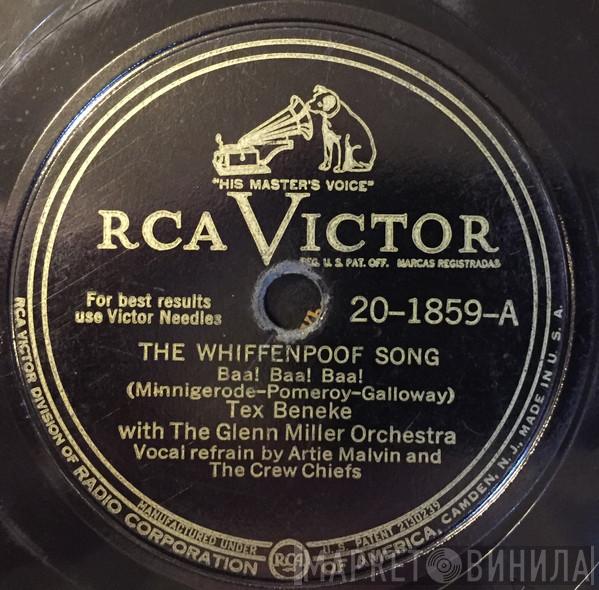 "HIS MASTER'S VOICE"
RCA VICTOR
REG. U. S. PAT. OFF. MARCAS REGISTRADAS
For best results
use Victor Needles
20-1859-A
THE WHIFFENPOOF SONG
Baa! Baa! Baa!
(Minnigerode-Pomeroy-Galloway)
Tex Beneke
with The Glenn Miller Orchestra
Vocal refrain by Artie Malvin and
The Crew Chiefs
RCA VICTOR DIVISION OF RADIO CORPORATION OF AMERICA, CAMDEN, N. J., MADE IN U. S. A.
MANUFACTURED UNDER U. S. PATENT 2130239
RCA
МАРКЕТ ВИНИЛА